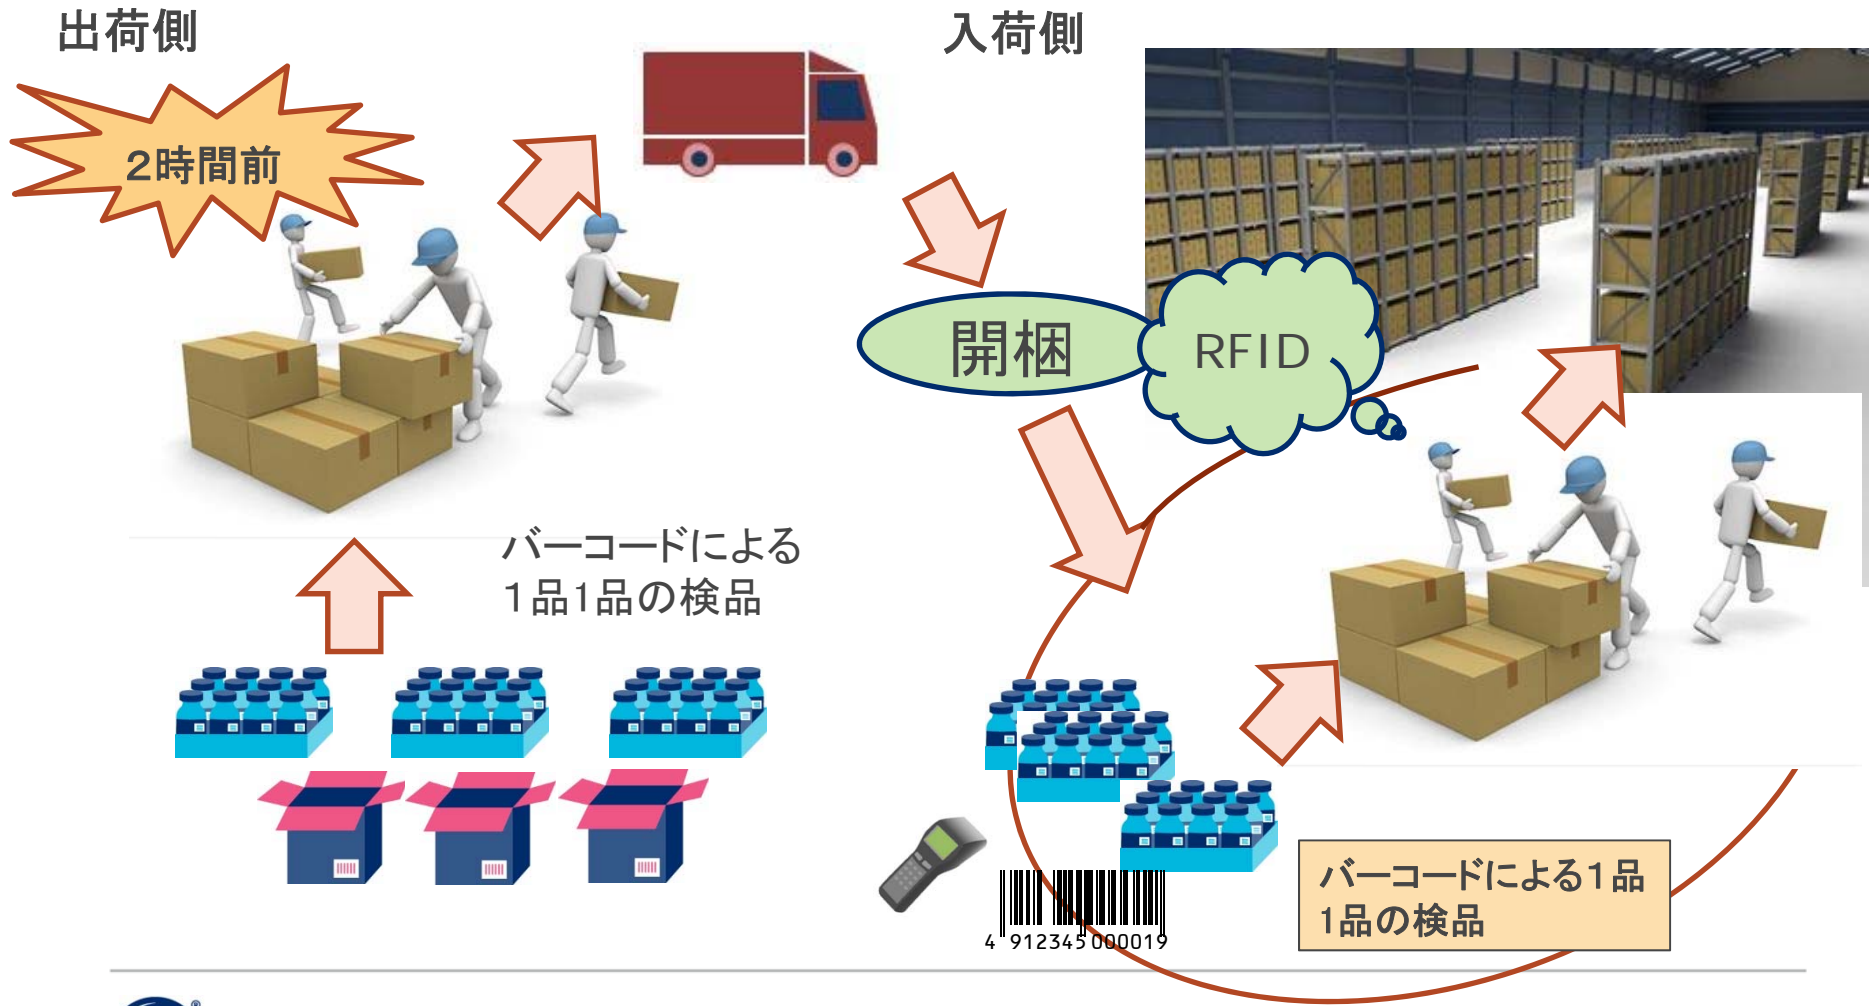 出荷側
２時間前
バーコードによる
１品１品の検品
入荷側
開梱
RFID
4 912345 000019
バーコードによる１品
1品の検品
®